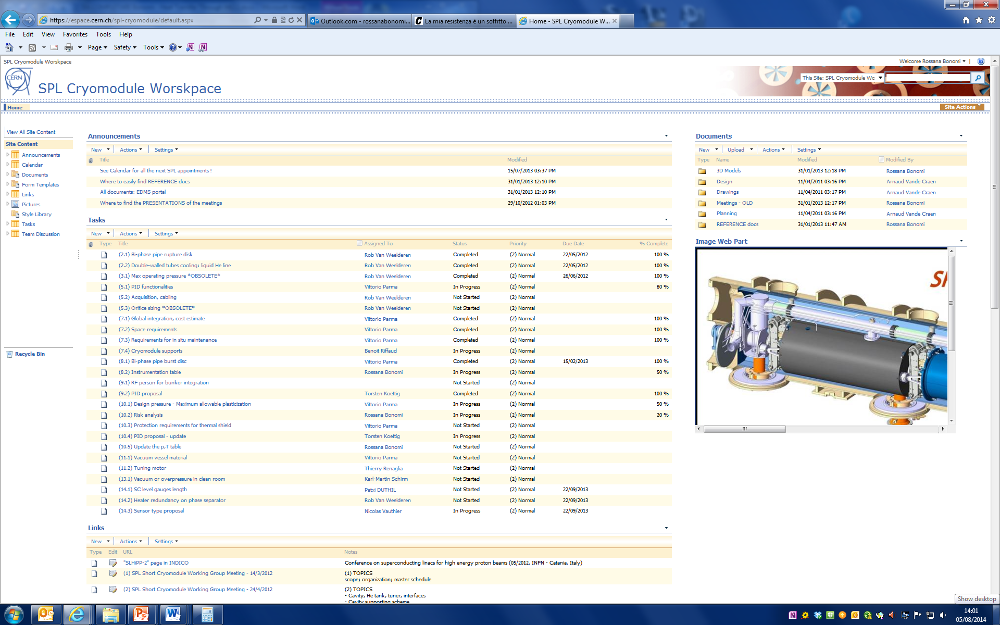 https://espace.cern.ch/spl-cryomodule/default.aspx
Outlook.com - rossanabonomi...
La mia resistenza è un soffitto ...
Home - SPL Cryomodule W...
File Edit View Favorites Tools Help
Page Safety Tools
SPL Cryomodule Worskpace
Welcome Rossana Bonomi
CERN
SPL Cryomodule Worskpace
This Site: SPL Cryomodule Wo
Home
Site Actions
View All Site Content
Site Content
Announcements
Calendar
Documents
Form Templates
Links
Pictures
Style Library
Tasks
Team Discussion
Recycle Bin
Announcements
New Actions Settings
Title Modified
See Calendar for all the next SPL appointments ! 15/07/2013 03:37 PM
Where to easily find REFERENCE docs 31/01/2013 12:10 PM
All documents: EDMS portal 31/01/2013 12:10 PM
Where to find the PRESENTATIONS of the meetings 29/10/2012 01:03 PM
Tasks
New Actions Settings
Type Title Assigned To Status Priority Due Date % Complete
(2.1) Bi-phase pipe rupture disk Rob Van Weelderen Completed (2) Normal 22/05/2012 100 %
(2.2) Double-walled tubes cooling: liquid He line Rob Van Weelderen Completed (2) Normal 22/05/2012 100 %
(3.1) Max operating pressure *OBSOLETE* Rob Van Weelderen Completed (2) Normal 26/06/2012 100 %
(5.1) PID functionalities Vittorio Parma In Progress (2) Normal 80 %
(5.2) Acquisition, cabling Rob Van Weelderen Not Started (2) Normal
(5.3) Orifice sizing *OBSOLETE* Rob Van Weelderen Not Started (2) Normal
(7.1) Global integration, cost estimate Vittorio Parma Completed (2) Normal 100 %
(7.2) Space requirements Vittorio Parma Completed (2) Normal 100 %
(7.3) Requirements for in situ maintenance Vittorio Parma Completed (2) Normal 100 %
(7.4) Cryomodule supports Benoit Riffaud In Progress (2) Normal
(8.1) Bi-phase pipe burst disc Vittorio Parma Completed (2) Normal 15/02/2013 100 %
(8.2) Instrumentation table Rossana Bonomi In Progress (2) Normal 50 %
(9.1) RF person for bunker integration Not Started (2) Normal
(9.2) PID proposal Torsten Koettig Completed (2) Normal 100 %
(10.1) Design pressure - Maximum allowable plasticization Vittorio Parma In Progress (2) Normal 50 %
(10.2) Risk analysis Rossana Bonomi In Progress (2) Normal 20 %
(10.3) Protection requirements for thermal shield Vittorio Parma Not Started (2) Normal
(10.4) PID proposal - update Torsten Koettig In Progress (2) Normal
(10.5) Update the p,T table Rossana Bonomi Not Started (2) Normal
(11.1) Vacuum vessel material Vittorio Parma Not Started (2) Normal
(11.2) Tuning motor Thierry Renaglia Not Started (2) Normal
(13.1) Vacuum or overpressure in clean room Karl-Martin Schirm Not Started (2) Normal
(14.1) SC level gauges length Patxi DUTHIL Not Started (2) Normal 22/09/2013
(14.2) Heater redundancy on phase separator Rob Van Weelderen Not Started (2) Normal 22/09/2013
(14.3) Sensor type proposal Nicolas Vauthier In Progress (2) Normal 22/09/2013
Links
New Actions Settings
Type Edit URL Notes
"SLHiPP-2" page in INDICO Conference on superconducting linacs for high energy proton beams (05/2012, INFN - Catania, Italy)
(1) SPL Short Cryomodule Working Group Meeting - 14/3/2012 (1) TOPICS
scope; organization; master schedule
(2) SPL Short Cryomodule Working Group Meeting - 24/4/2012 (2) TOPICS
- Cavity, He tank, tuner, interfaces
- Cavity supporting scheme
Documents
New Upload Actions Settings
Type Name Modified Modified By
3D Models 31/01/2013 12:18 PM Rossana Bonomi
Design 11/04/2011 03:16 PM Arnaud Vande Craen
Drawings 11/04/2011 03:17 PM Arnaud Vande Craen
Meetings - OLD 31/01/2013 12:17 PM Rossana Bonomi
Planning 11/04/2011 03:16 PM Arnaud Vande Craen
REFERENCE docs 31/01/2013 11:47 AM Rossana Bonomi
Image Web Part
SP
Show desktop
14:01
05/08/2014